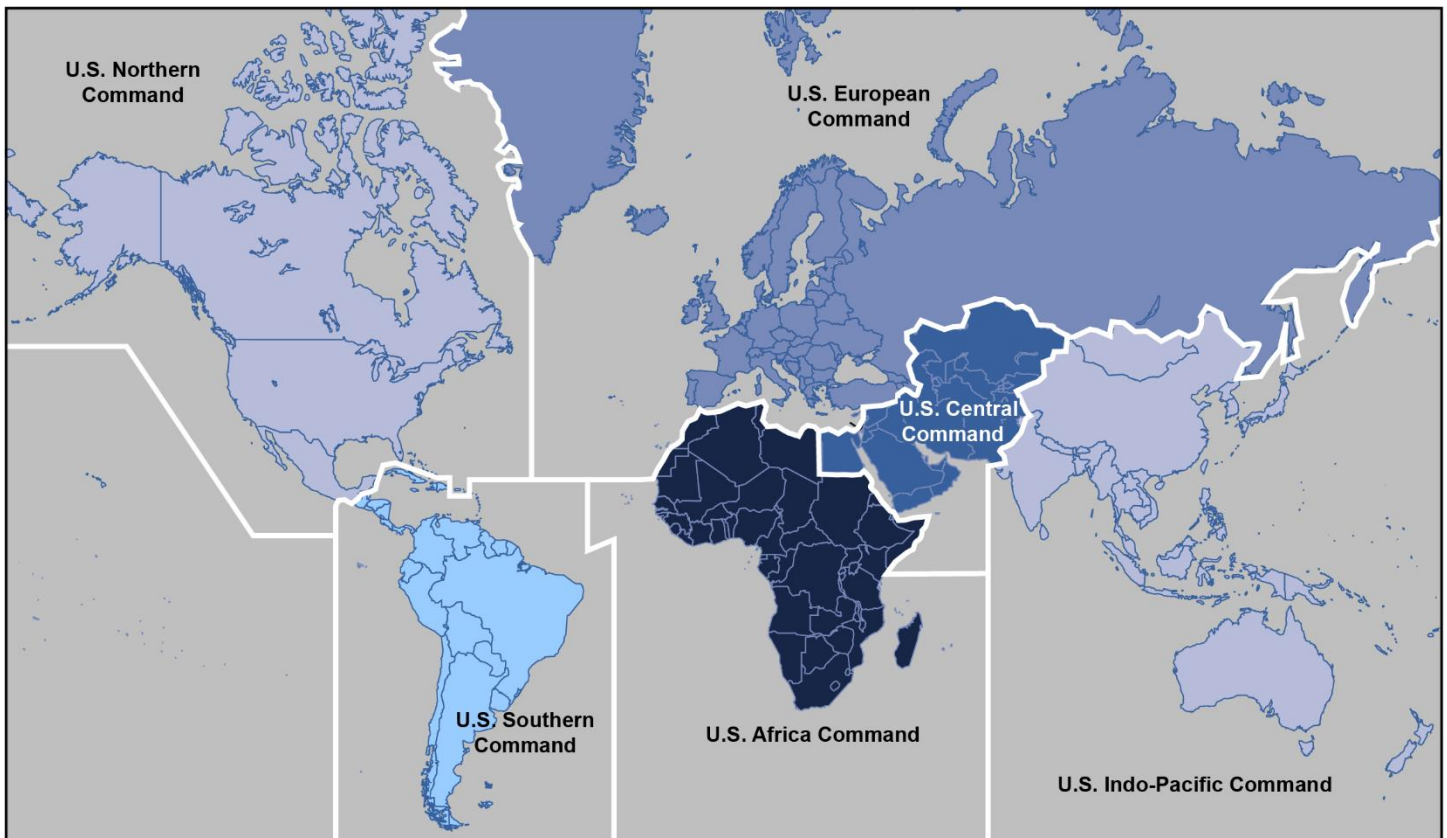 U.S. Northern
Command
U.S. European
Command
U.S. Central
Command
U.S. Southern
Command
U.S. Africa Command
U.S. Indo-Pacific Command